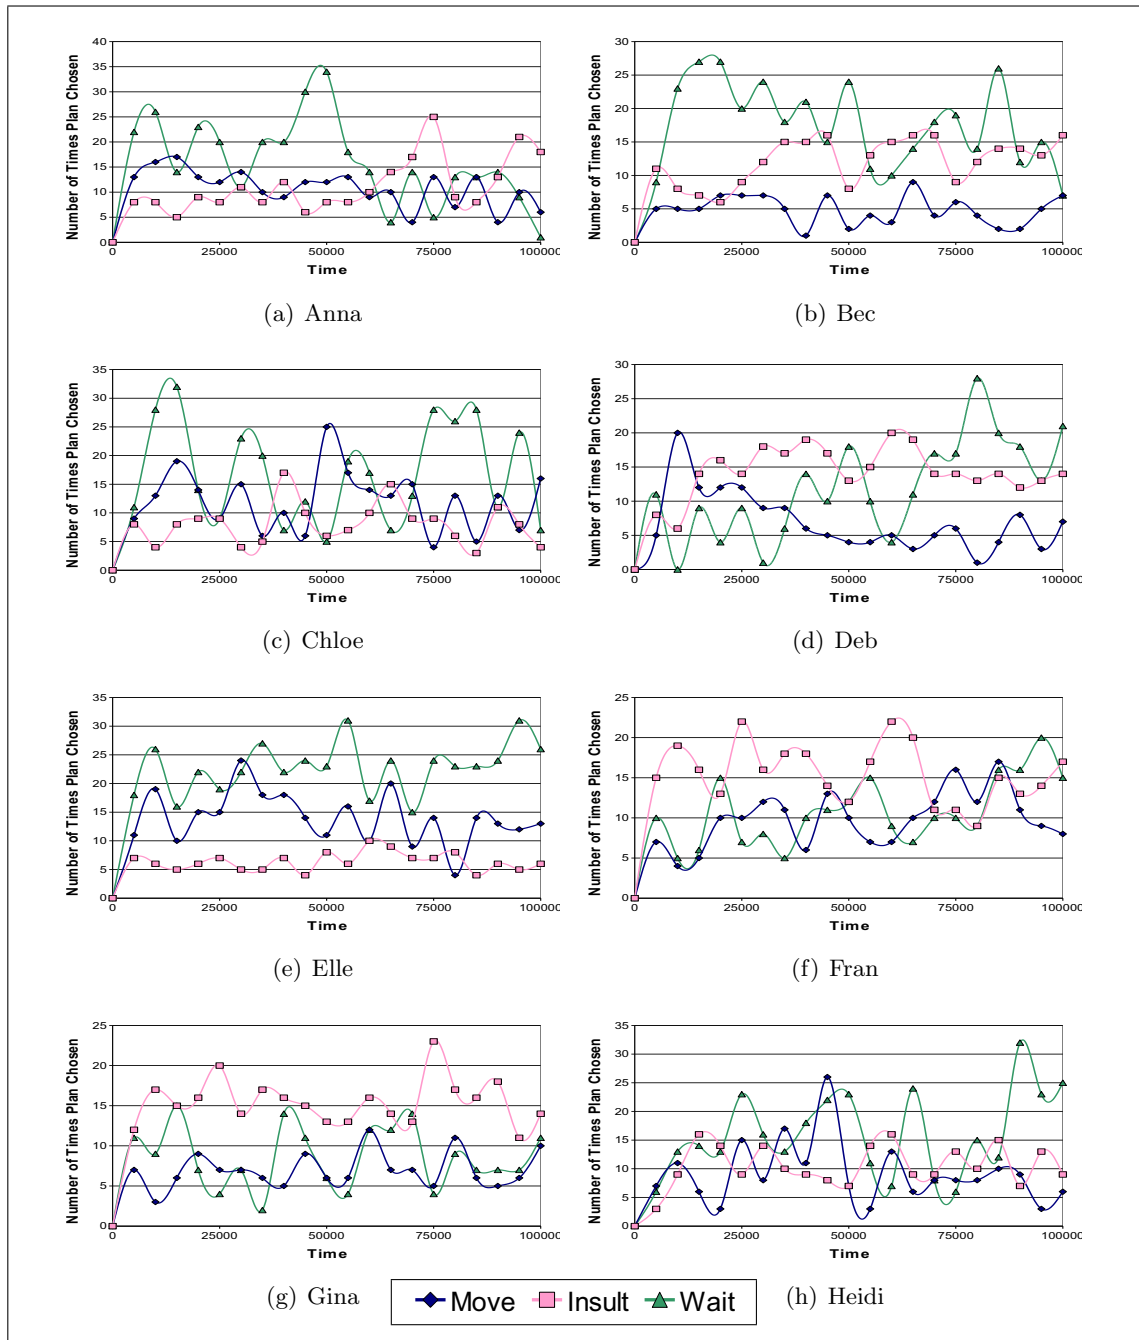 Number of Times Plan Chosen
40
35
30
25
20
15
10
5
0
0 25000 50000 75000 100000
Time
(a) Anna
Number of Times Plan Chosen
30
25
20
15
10
5
0
0 25000 50000 75000 100000
Time
(b) Bec
Number of Times Plan Chosen
35
30
25
20
15
10
5
0
0 25000 50000 75000 100000
Time
(c) Chloe
Number of Times Plan Chosen
30
25
20
15
10
5
0
0 25000 50000 75000 100000
Time
(d) Deb
Number of Times Plan Chosen
35
30
25
20
15
10
5
0
0 25000 50000 75000 100000
Time
(e) Elle
Number of Times Plan Chosen
25
20
15
10
5
0
0 25000 50000 75000 100000
Time
(f) Fran
Number of Times Plan Chosen
25
20
15
10
5
0
0 25000 50000 75000 100000
Time
(g) Gina
Number of Times Plan Chosen
35
30
25
20
15
10
5
0
0 25000 50000 75000 100000
Time
(h) Heidi
Move Insult Wait